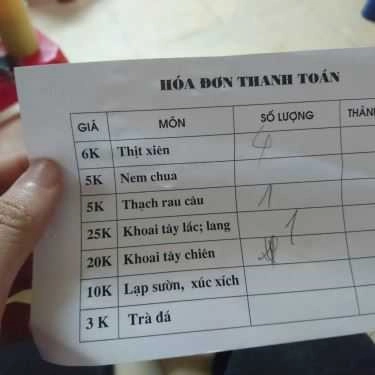 HÓA ĐƠN THANH TOÁN
GIÁ MÓN SỐ LƯỢNG THÀNH
6K Thịt xiên 4
5K Nem chua
5K Thạch rau câu 1
25K Khoai tây lắc; lang 1
20K Khoai tây chiên
10K Lạp sườn, xúc xích
3 K Trà đá